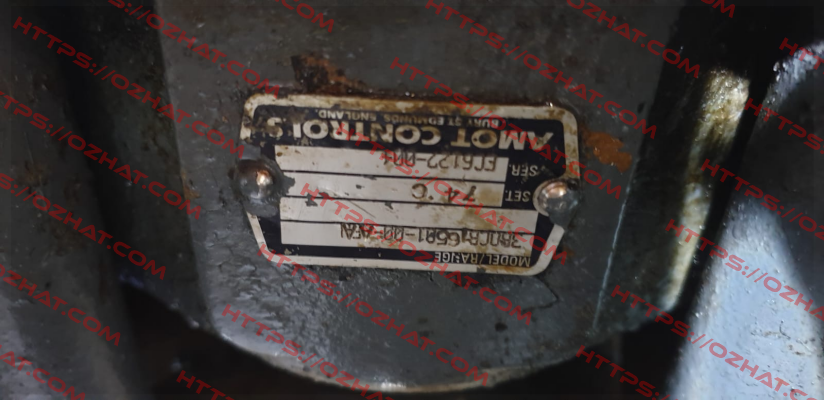 AMOT CONTROLS
BURY ST EDMUNDS ENGLAND
SER
SET. 74°C
MODEL/RANGE
HTTPS://OZHAT.COM